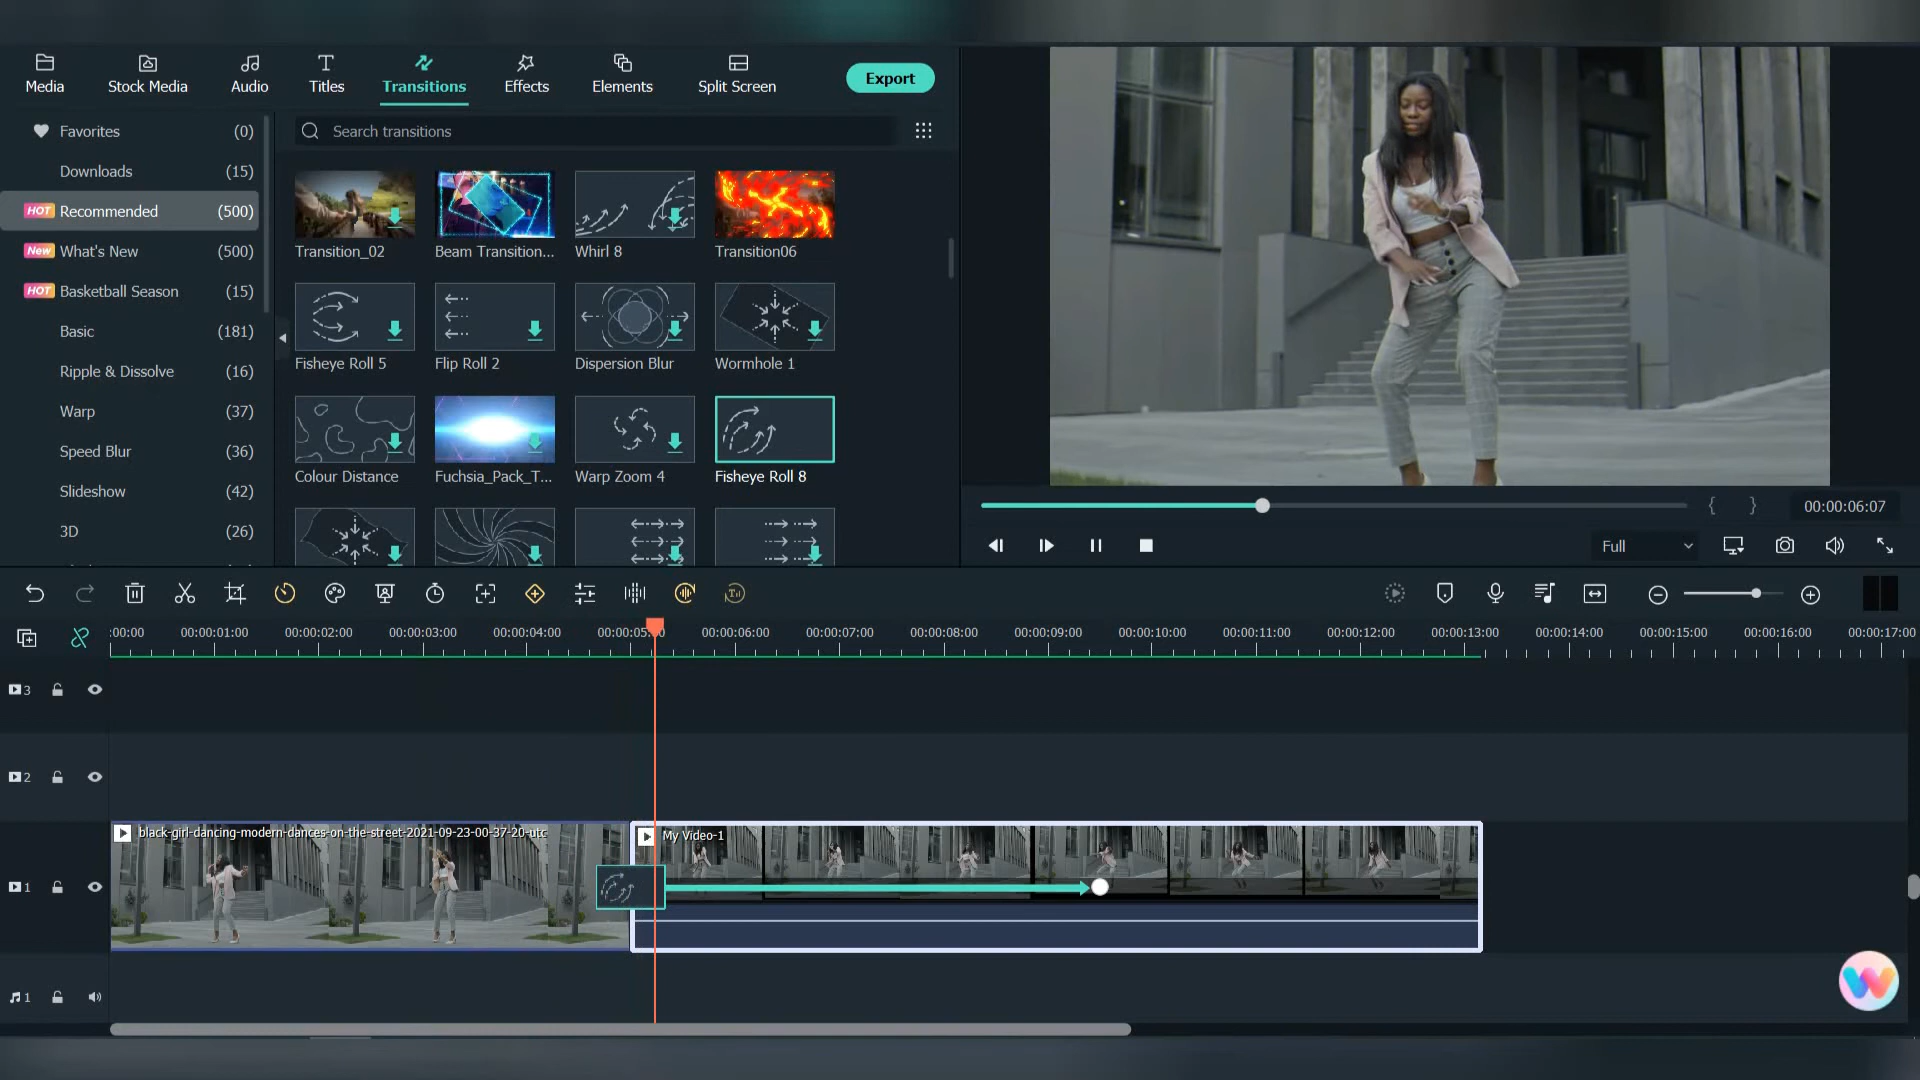 Media
Stock Media
Audio
Titles
Transitions
Effects
Elements
Split Screen
Export
Favorites (0)
Downloads (15)
HOT Recommended (500)
New What's New (500)
HOT Basketball Season (15)
Basic (181)
Ripple & Dissolve (16)
Warp (37)
Speed Blur (36)
Slideshow (42)
3D (26)
Search transitions
Transition_02
Beam Transition...
Whirl 8
Transition06
Fisheye Roll 5
Flip Roll 2
Dispersion Blur
Wormhole 1
Colour Distance
Fuchsia_Pack_T...
Warp Zoom 4
Fisheye Roll 8
{ }
00:00:06:07
Full
:00:00
00:00:01:00
00:00:02:00
00:00:03:00
00:00:04:00
00:00:06:00
00:00:07:00
00:00:08:00
00:00:09:00
00:00:10:00
00:00:11:00
00:00:12:00
00:00:13:00
00:00:14:00
00:00:15:00
00:00:16:00
00:00:17:00
3
2
black-girl-dancing-modern-dances-on-the-street-2021-09-23-00-37-20-utc
My Video-1
1
1